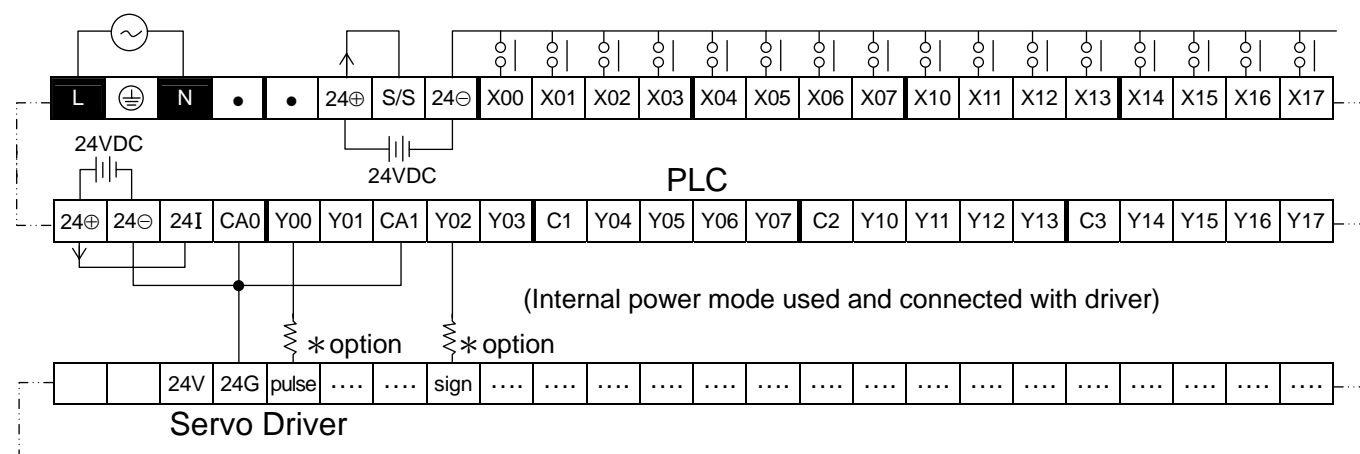 L N • • 24⊕ S/S 24⊖ X00 X01 X02 X03 X04 X05 X06 X07 X10 X11 X12 X13 X14 X15 X16 X17
24VDC
24VDC
PLC
24⊕ 24⊖ 24I CA0 Y00 Y01 CA1 Y02 Y03 C1 Y04 Y05 Y06 Y07 C2 Y10 Y11 Y12 Y13 C3 Y14 Y15 Y16 Y17
(Internal power mode used and connected with driver)
*option *option
24V 24G pulse .... .... sign .... .... .... .... .... .... .... .... .... .... .... .... .... .... .... ....
Servo Driver